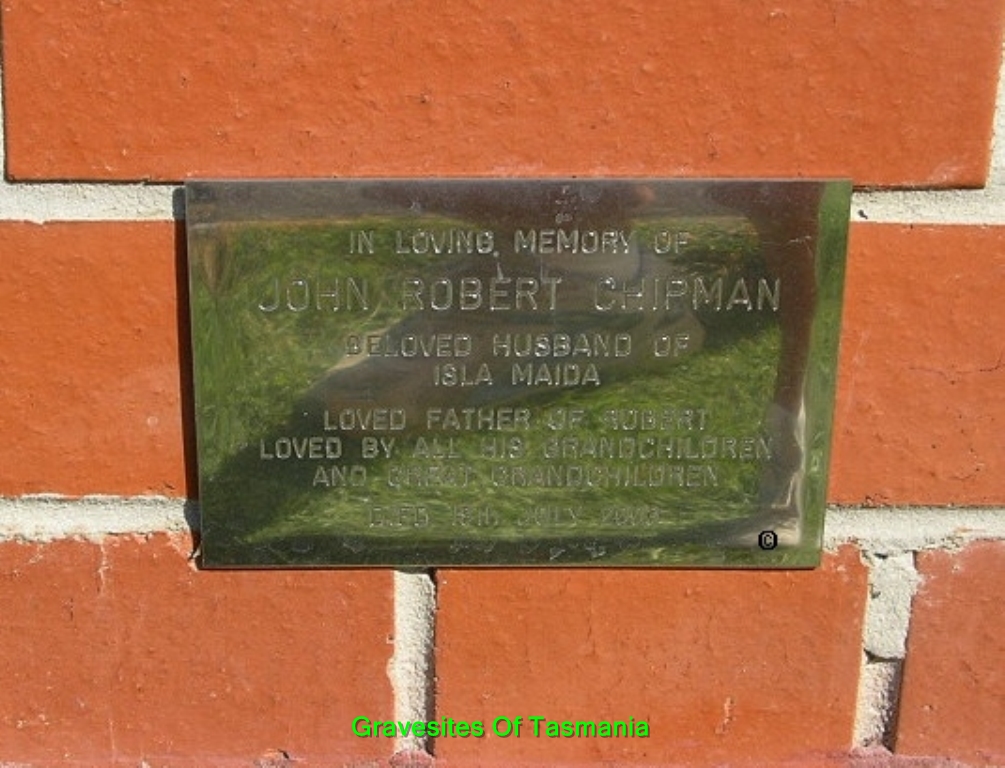 IN LOVING MEMORY OF
JOHN ROBERT CHIPMAN
BELOVED HUSBAND OF
ISLA MAIDA
LOVED FATHER OF ROBERT
LOVED BY ALL HIS GRANDCHILDREN
AND GREAT GRANDCHILDREN
DIED JULY
©
Gravesites Of Tasmania